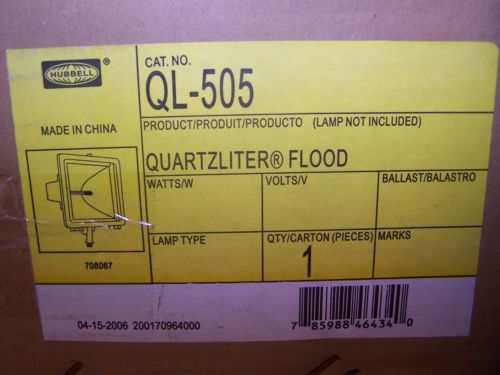 HUBBELL ®
CAT. NO.
QL-505
MADE IN CHINA
PRODUCT/PRODUIT/PRODUCTO (LAMP NOT INCLUDED)
QUARTZLITER® FLOOD
WATTS/W VOLTS/V BALLAST/BALASTRO
LAMP TYPE QTY/CARTON (PIECES) MARKS
1
708067
04-15-2006 200170964000
7 85988 46434 0